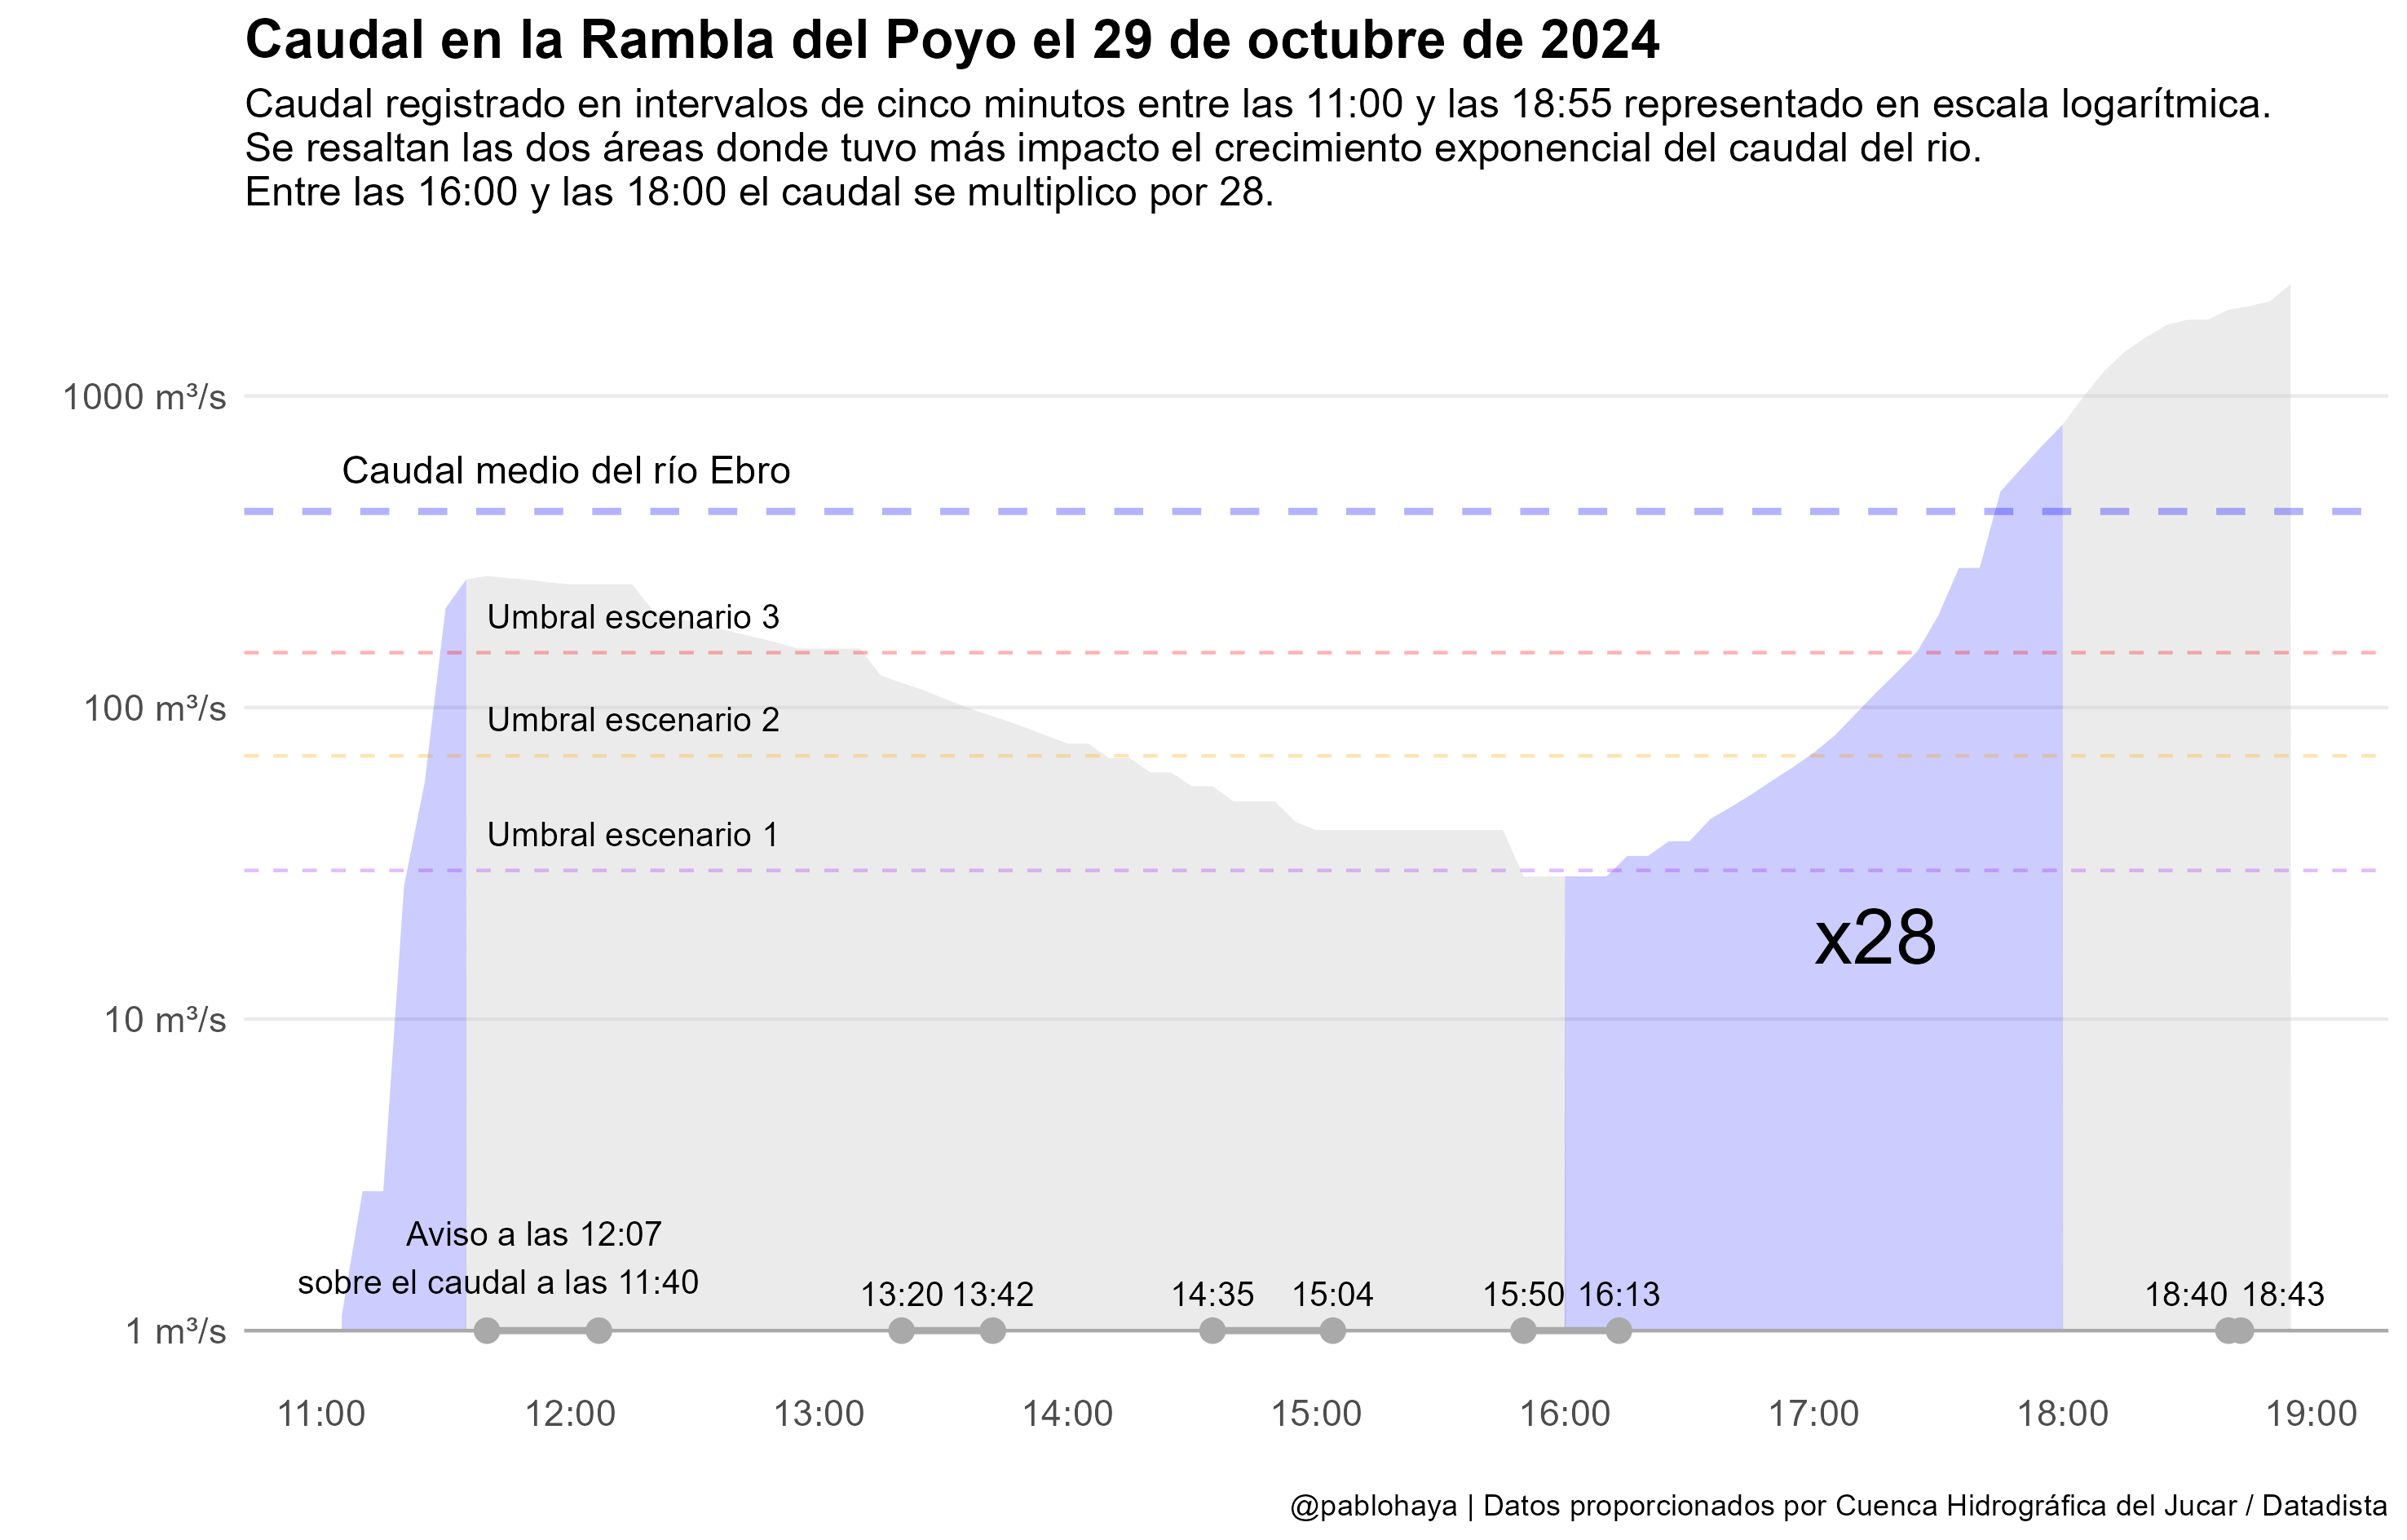 Caudal en la Rambla del Poyo el 29 de octubre de 2024
Caudal registrado en intervalos de cinco minutos entre las 11:00 y las 18:55 representado en escala logarítmica.
Se resaltan las dos áreas donde tuvo más impacto el crecimiento exponencial del caudal del rio.
Entre las 16:00 y las 18:00 el caudal se multiplico por 28.
1000 m³/s
Caudal medio del río Ebro
Umbral escenario 3
100 m³/s
Umbral escenario 2
Umbral escenario 1
x28
10 m³/s
Aviso a las 12:07
sobre el caudal a las 11:40
13:20 13:42 14:35 15:04 15:50 16:13 18:40 18:43
1 m³/s
11:00 12:00 13:00 14:00 15:00 16:00 17:00 18:00 19:00
@pablohaya | Datos proporcionados por Cuenca Hidrográfica del Jucar / Datadista